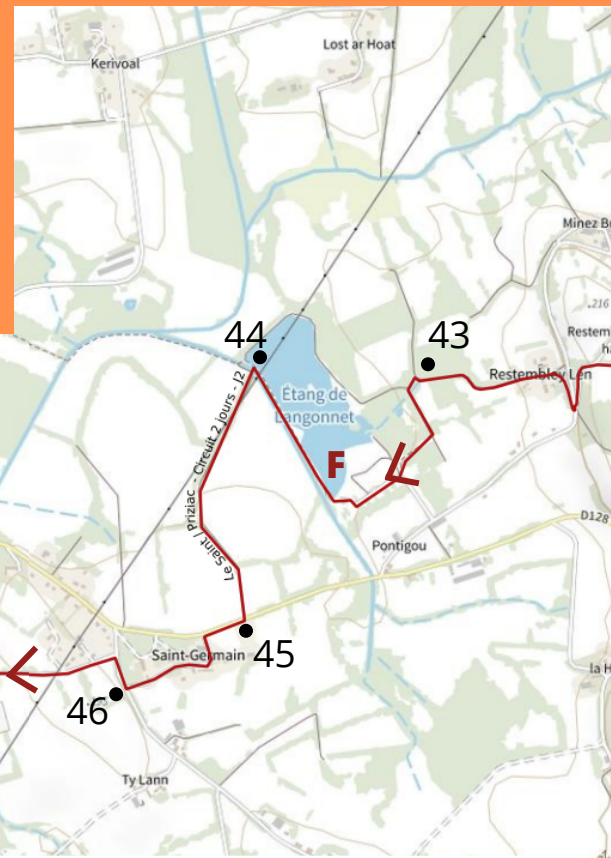 Lost ar Hoat
Kerivoal
Minez B
.216
44
43
Restem
h
Restembley Len
Étang de
Langonnet
Le Saint / Priziac - Circuit 2 jours - J2
F
D128
Pontigou
45
Saint-Germain
la H
46
Ty Lann